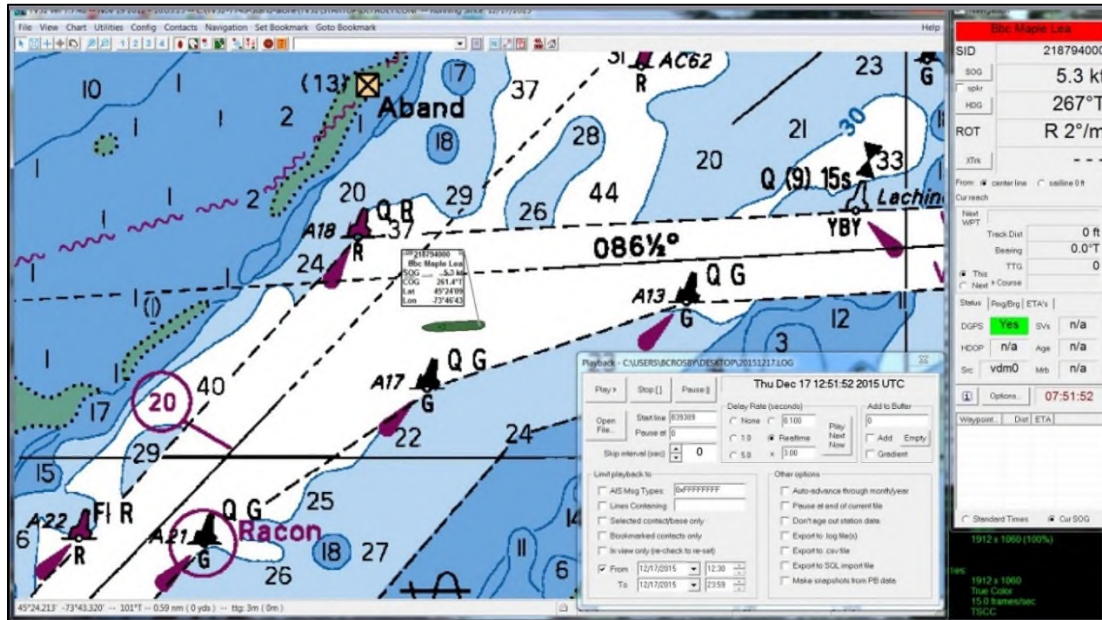 File View Chart Utilities Config Contacts Navigation Set Bookmark Goto Bookmark Help
1 2 3 4
Bbc Maple Lea
SID 218794000
SOG 5.3 kt
spkr
HDG 267°T
ROT R 2°/m
XTrk - - -
From: center line sailline 0 ft
Cur reach
Next WPT
Track Dist 0 ft
Bearing 0.0°T
TTG 0
This
Next Course
Status Rng/Brg ETA's
DGPS Yes SVs n/a
HDOP n/a Age n/a
Src vdm0 Mrb n/a
Options... 07:51:52
Waypoint... Dist ETA
Standard Times Cur SOG
1912 x 1060 (100%)
1912 x 1060
True Color
15.0 frames/sec
TSCC
10
(13)
Aband
2
17
18
37
31
AC62
R
23
G
28
21
30
33
20
44
26
Q (9) 15s
Lachine
YBY
20
29
Q R
37
A18
R
24
086½°
218794000
Bbc Maple Lea
SOG 5.3 kt
COG 261.4°T
Lat 45°24'09
Lon -73°46'43
Q G
A13
G
11
12
3
A17
Q G
G
22
24
40
20
17
29
15
25
Fl R
A22
R
6
Q G
A21
G
Racon
26
18
27
11
6
Playback - C:\USERS\BCROSBY\DESKTOP\20151217.LOG
Play > Stop [ ] Pause ||
Thu Dec 17 12:51:52 2015 UTC
Open File...
Start line 839389
Pause at 0
Skip interval (sec) 0
Delay Rate (seconds)
None 0.100
1.0 Realtime
5.0 x 3.00
Play Next Now
Add to Buffer
0
Add Empty
Gradient
Limit playback to
AIS Msg Types: 0xFFFFFFFF
Lines Containing:
Selected contact/base only
Bookmarked contacts only
In view only (re-check to re-set)
From 12/17/2015 12:30
To 12/17/2015 23:59
Other options
Auto-advance through month/year
Pause at end of current file
Don't age out station data
Export to .log file(s)
Export to .csv file
Export to SQL import file
Make snapshots from PB data
45°24.213' -73°43.320' -- 101°T -- 0.59 nm ( 0 yds) -- ttg: 3m ( 0m)